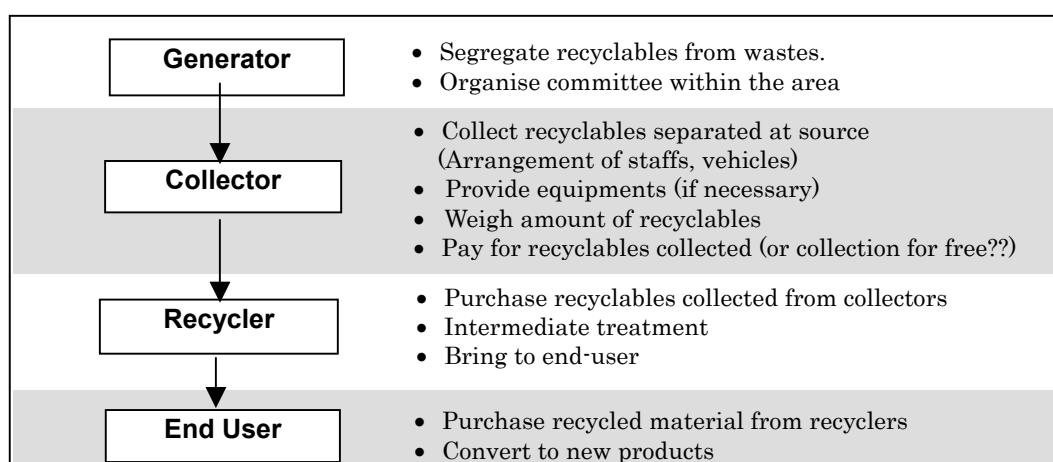 Generator
• Segregate recyclables from wastes.
• Organise committee within the area
Collector
• Collect recyclables separated at source
(Arrangement of staffs, vehicles)
• Provide equipments (if necessary)
• Weigh amount of recyclables
• Pay for recyclables collected (or collection for free??)
Recycler
• Purchase recyclables collected from collectors
• Intermediate treatment
• Bring to end-user
End User
• Purchase recycled material from recyclers
• Convert to new products